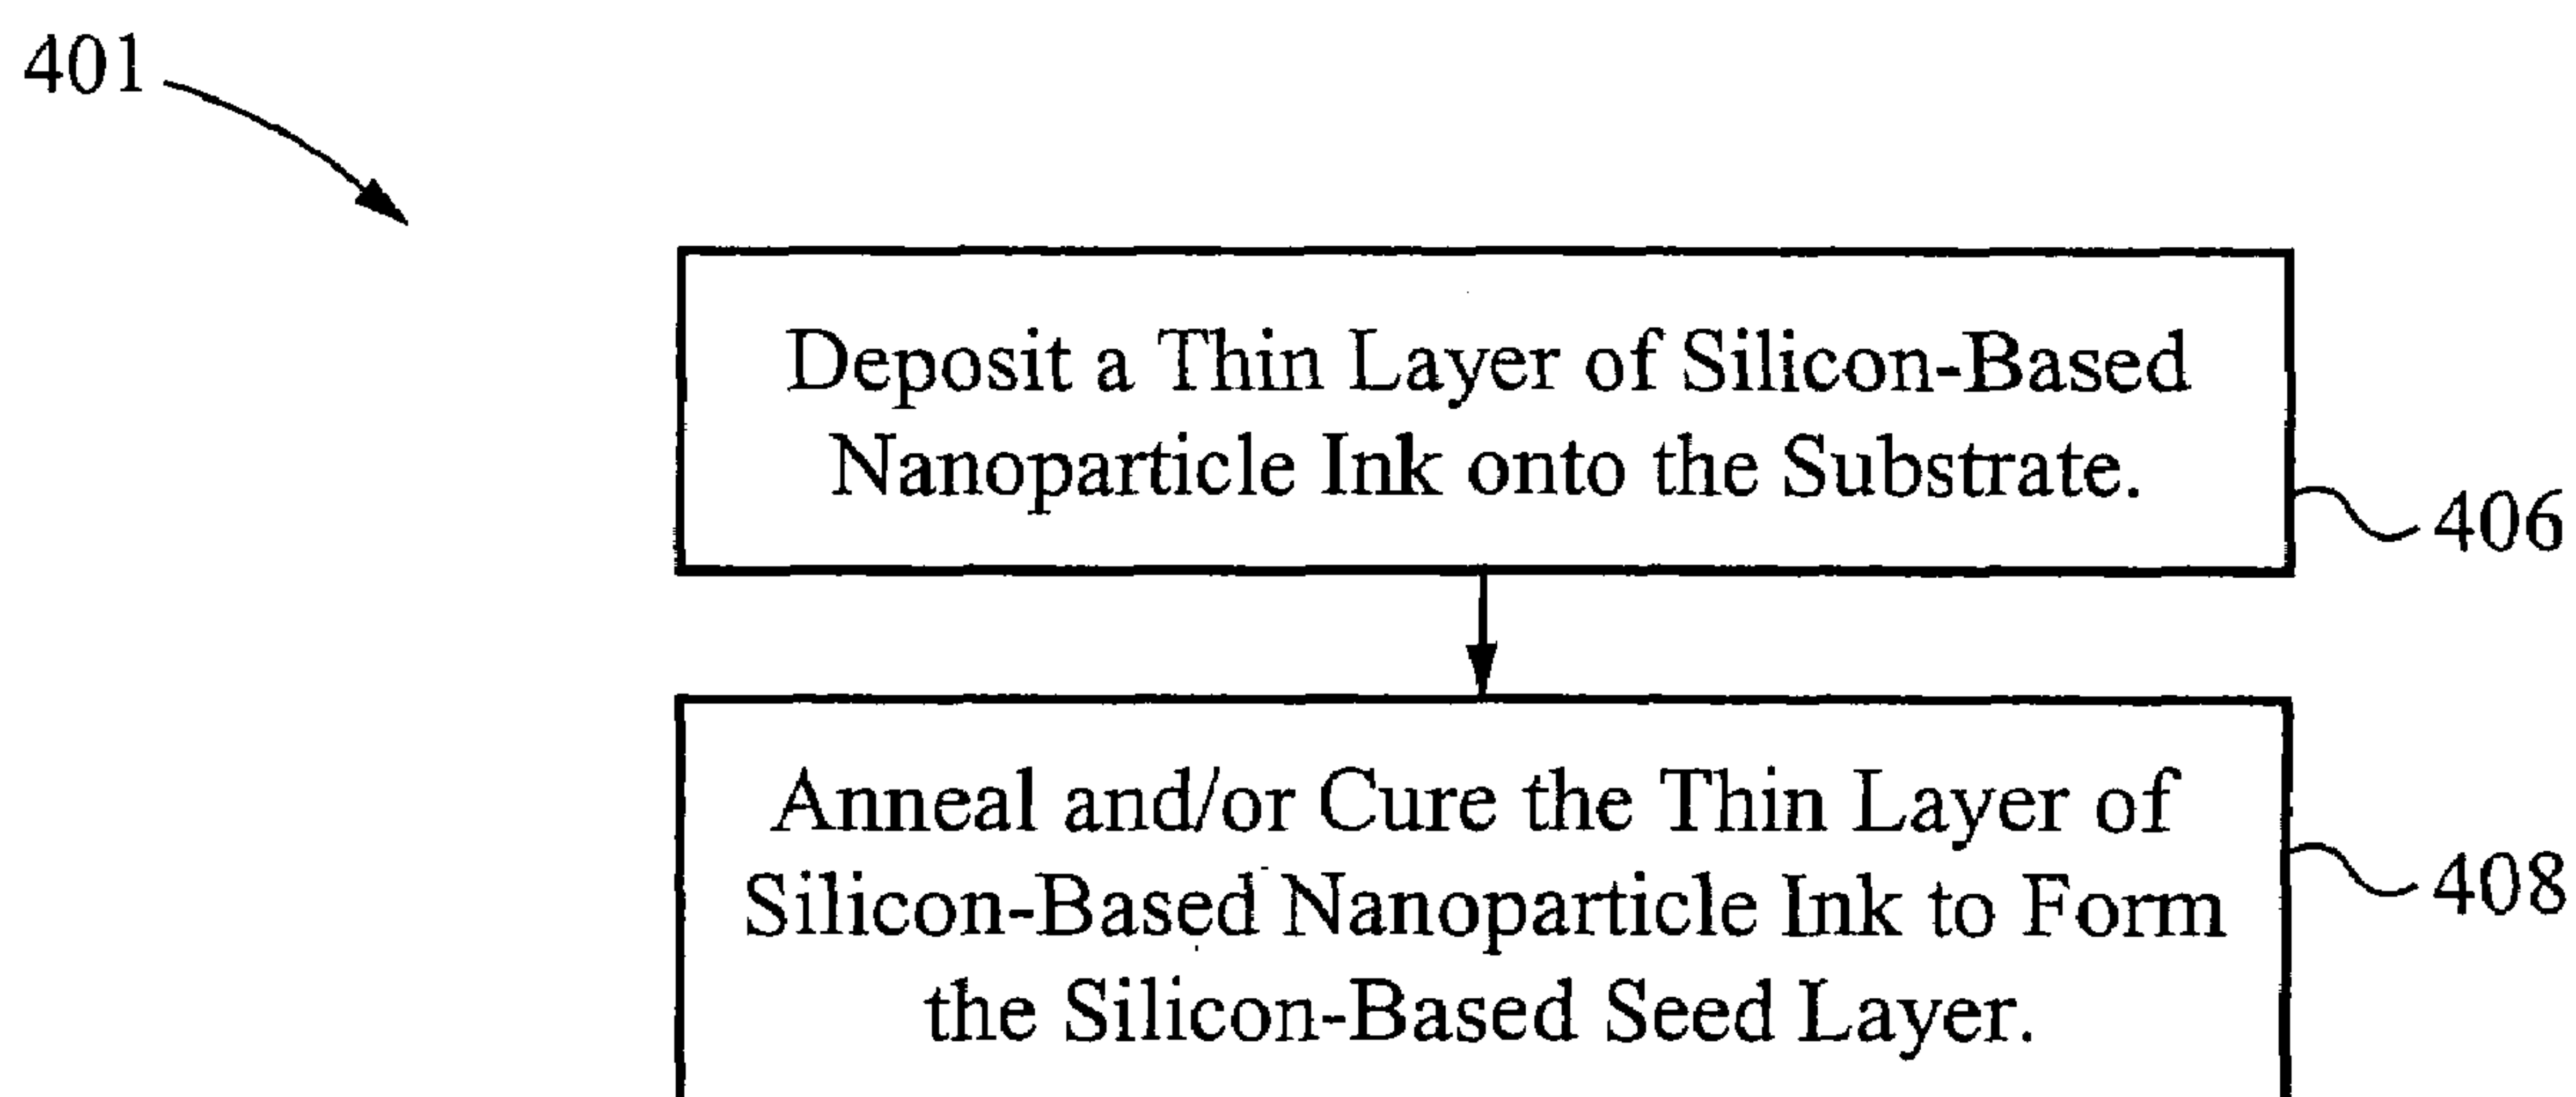 401
Deposit a Thin Layer of Silicon-Based
Nanoparticle Ink onto the Substrate.
406
Anneal and/or Cure the Thin Layer of
Silicon-Based Nanoparticle Ink to Form
the Silicon-Based Seed Layer.
408